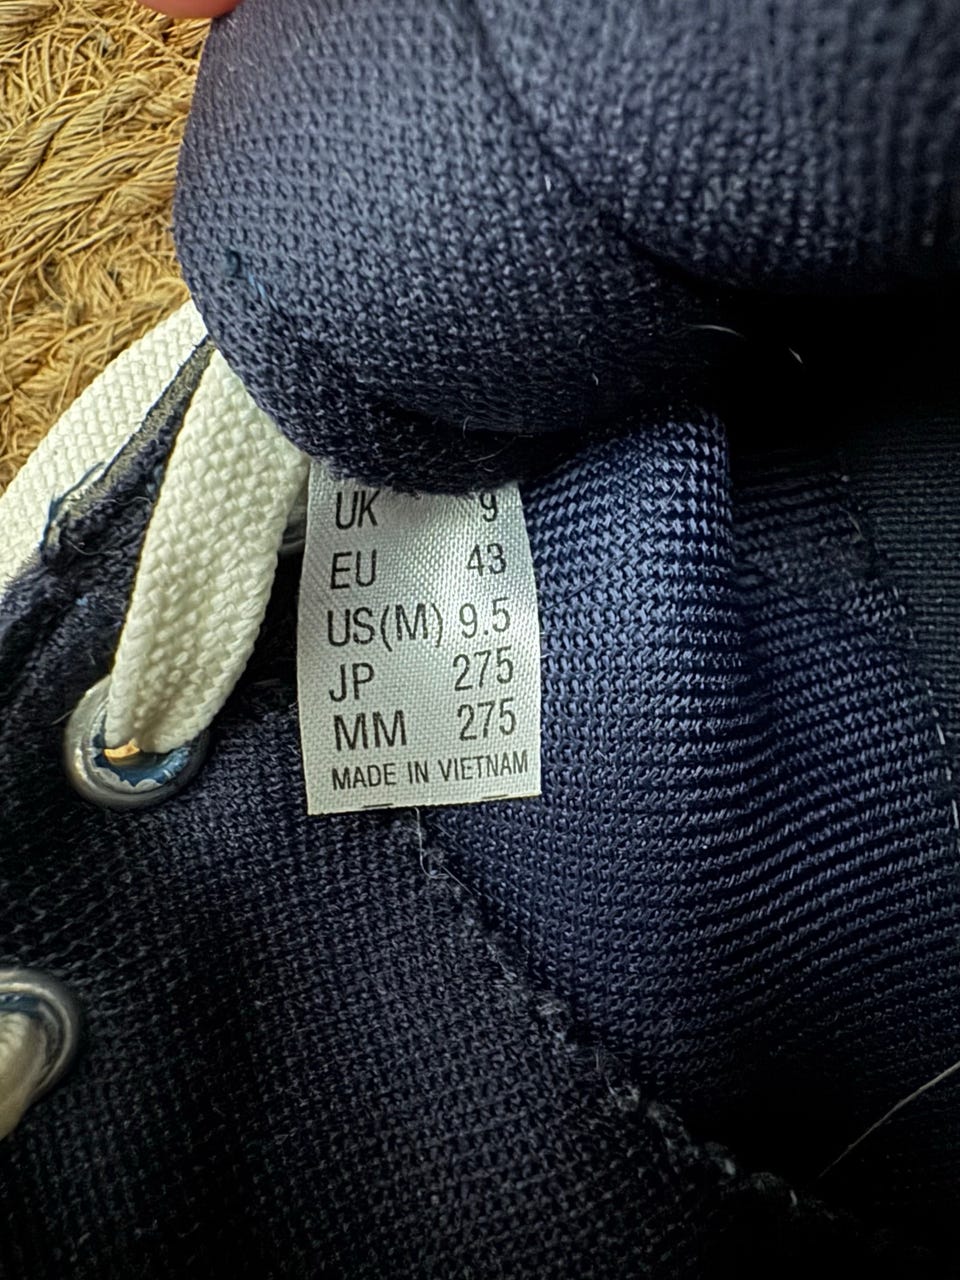 UK 9
EU 43
US(M) 9.5
JP 275
MM 275
MADE IN VIETNAM